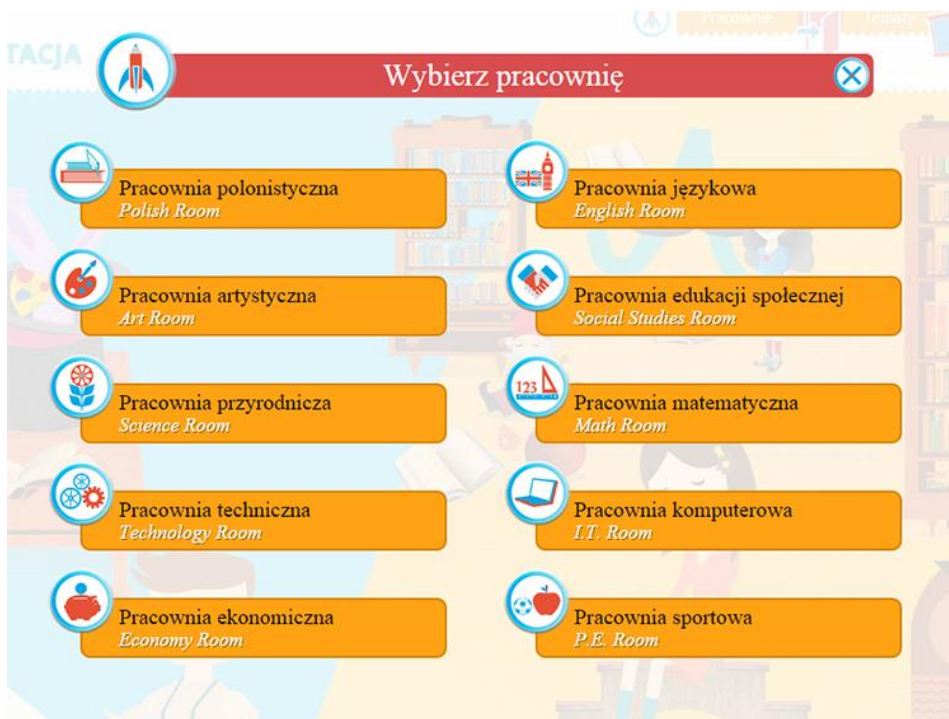 Pracownie
Tematy
TACJA
Wybierz pracownię
Pracownia polonistyczna
Polish Room
Pracownia językowa
English Room
Pracownia artystyczna
Art Room
Pracownia edukacji społecznej
Social Studies Room
Pracownia przyrodnicza
Science Room
123
Pracownia matematyczna
Math Room
Pracownia techniczna
Technology Room
Pracownia komputerowa
I.T. Room
Pracownia ekonomiczna
Economy Room
Pracownia sportowa
P.E. Room